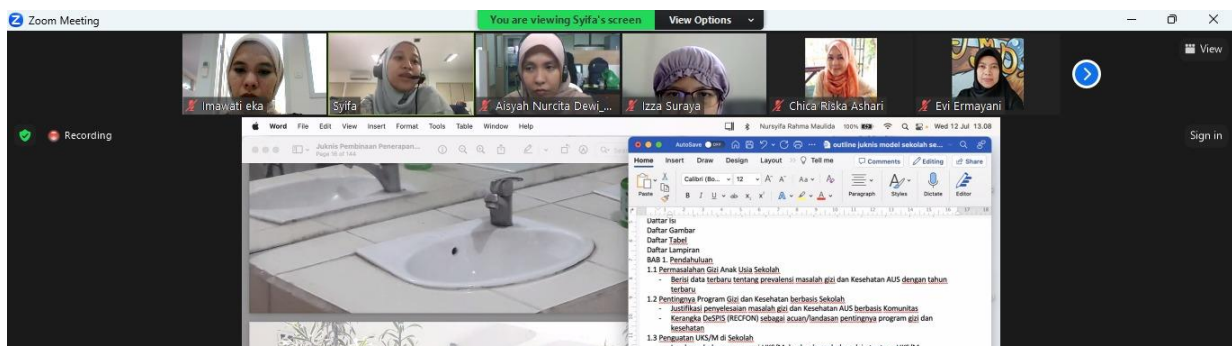 Zoom Meeting
You are viewing Syifa's screen View Options
View
Imawati eka
Syifa
Aisyah Nurcita Dewi_...
Izza Suraya
Chica Riska Ashari
Evi Ermayani
Recording
Sign in
Word File Edit View Insert Format Tools Table Window Help
Nursyifa Rahma Maulida 100% Wed 12 Jul 13.08
Juknis Pembinaan Penerapan...
Page 16 of 144
AutoSave OFF outline juknis model sekolah se...
Home Insert Draw Design Layout Tell me Comments Editing Share
Paste Calibri (Bo... 12 Paragraph Styles Dictate Editor
Daftar Isi
Daftar Gambar
Daftar Tabel
Daftar Lampiran
BAB 1. Pendahuluan
1.1 Permasalahan Gizi Anak Usia Sekolah
- Berisi data terbaru tentang prevalensi masalah gizi dan Kesehatan AUS dengan tahun
terbaru
1.2 Pentingnya Program Gizi dan Kesehatan berbasis Sekolah
- Justifikasi penyelesaian masalah gizi dan Kesehatan AUS berbasis Komunitas
- Kerangka DeSPIS (RECFON) sebagai acuan/landasan pentingnya program gizi dan
kesehatan
1.3 Penguatan UKS/M di Sekolah